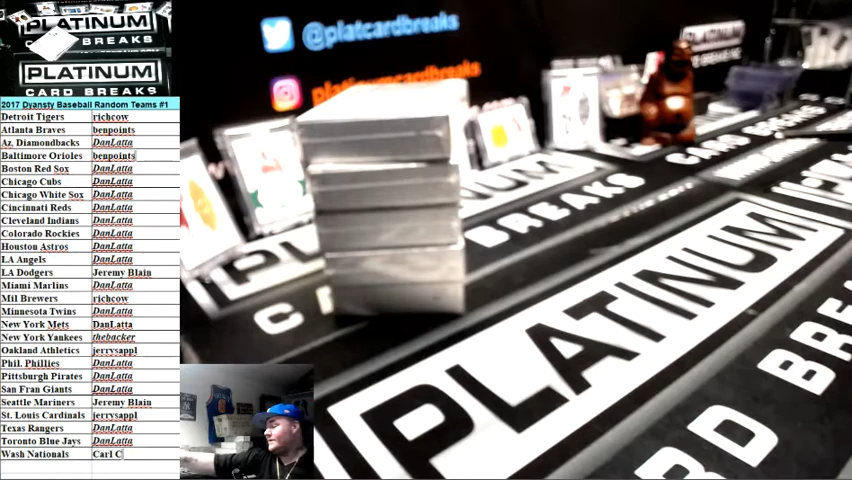 PLATINUM
CARD BREAKS
PLATINUM
CARD BREAKS
2017 Dyansty Baseball Random Teams #1
Detroit Tigers richcow
Atlanta Braves benpoints
Az. Diamondbacks DanLatta
Baltimore Orioles benpoints
Boston Red Sox DanLatta
Chicago Cubs DanLatta
Chicago White Sox DanLatta
Cincinnati Reds DanLatta
Cleveland Indians DanLatta
Colorado Rockies DanLatta
Houston Astros DanLatta
LA Angels DanLatta
LA Dodgers Jeremy Blain
Miami Marlins DanLatta
Mil Brewers richcow
Minnesota Twins DanLatta
New York Mets DanLatta
New York Yankees thebacker
Oakland Athletics jerrysappl
Phil. Phillies DanLatta
Pittsburgh Pirates DanLatta
San Fran Giants DanLatta
Seattle Mariners Jeremy Blain
St. Louis Cardinals jerrysappl
Texas Rangers DanLatta
Toronto Blue Jays DanLatta
Wash Nationals Carl C
@platcardbreaks
platinumcardbreaks
PLATINUM
CARD BREAKS
BREAKS
PLATINUM
CARD BRE